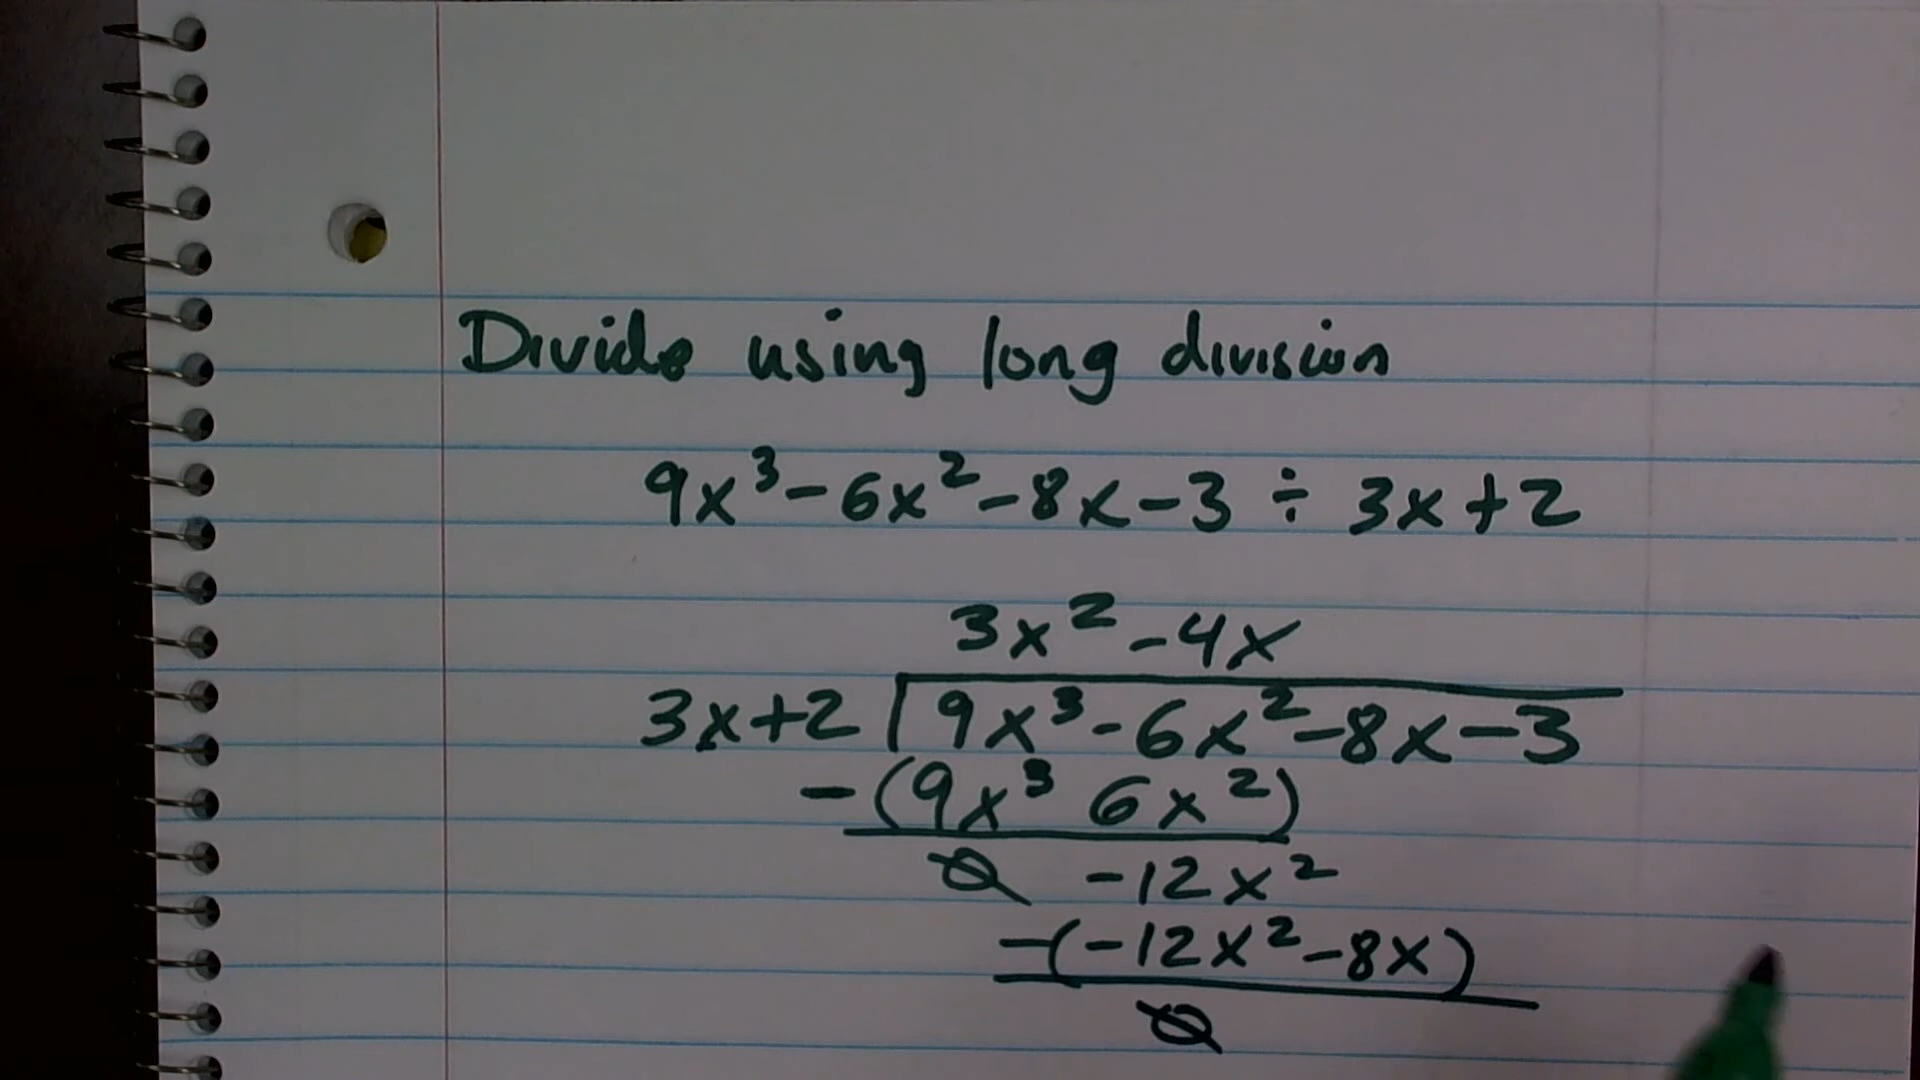 Divide using long division
9x³ - 6x² - 8x - 3 ÷ 3x + 2
3x² - 4x
3x + 2 9x³ - 6x² - 8x - 3
- (9x³ 6x²)
0 - 12x²
- (-12x² - 8x)
0